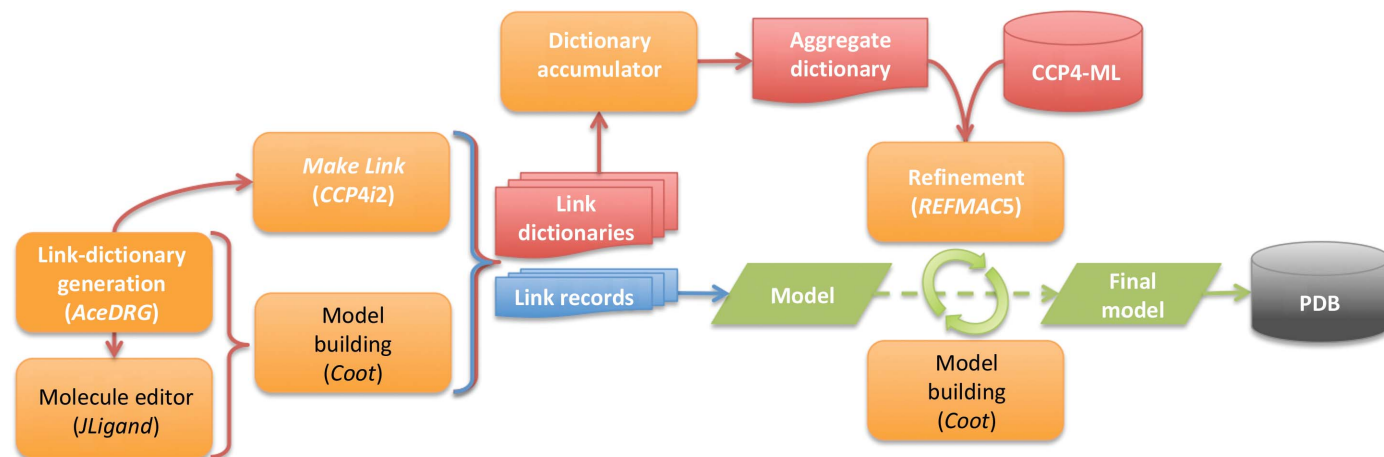 Dictionary
accumulator
Aggregate
dictionary
CCP4-ML
Make Link
(CCP4i2)
Refinement
(REFMAC5)
Link
dictionaries
Link-dictionary
generation
(AceDRG)
Link records
Model
Final
model
PDB
Model
building
(Coot)
Molecule editor
(JLigand)
Model
building
(Coot)